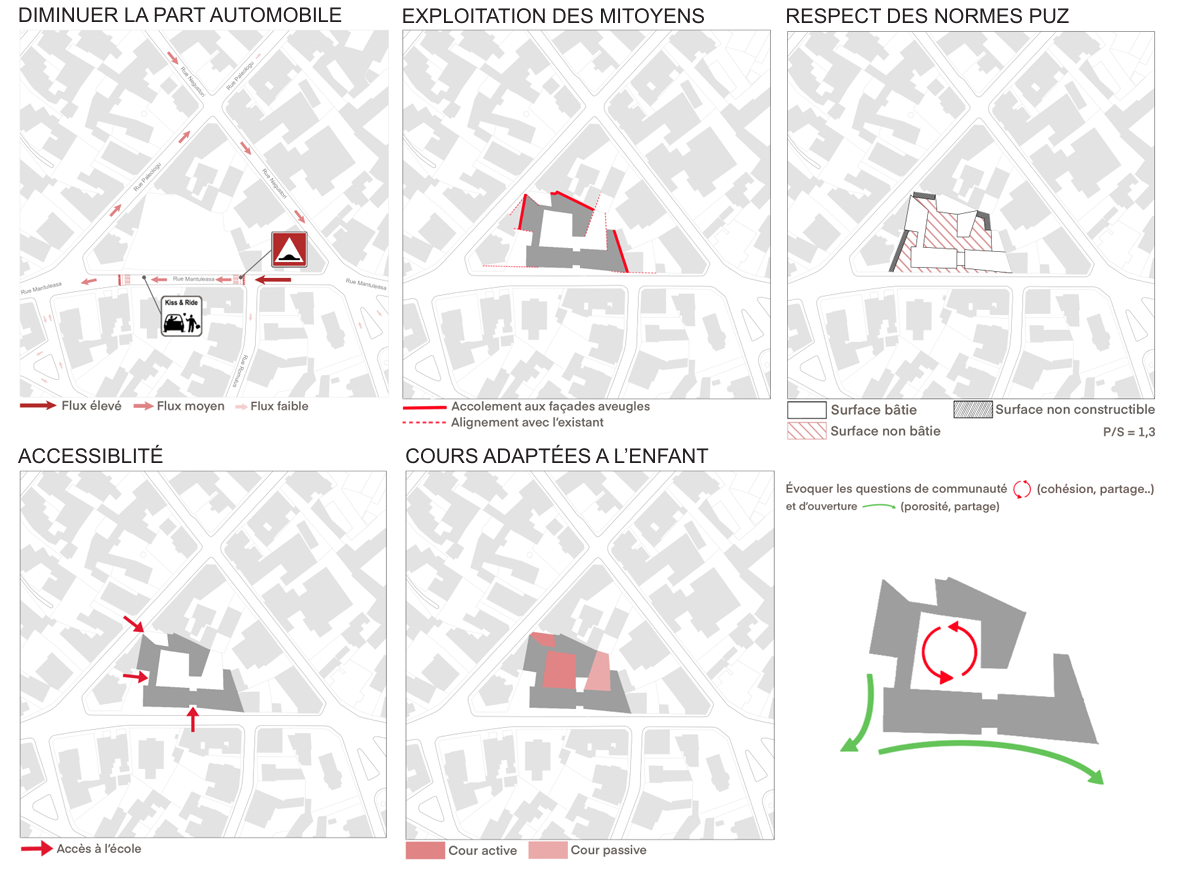 DIMINUER LA PART AUTOMOBILE
EXPLOITATION DES MITOYENS
RESPECT DES NORMES PUZ
Rue Negustori
Rue Paleologu
Rue Paleologu
Rue Negustori
Rue Mantuleasa
Rue Mantuleasa
Rue Mantuleasa
Kiss & Ride
Flux élevé
Flux moyen
Flux faible
Accolement aux façades aveugles
Alignement avec l'existant
Surface bâtie
Surface non constructible
Surface non bâtie
P/S = 1,3
ACCESSIBLITÉ
COURS ADAPTÉES A L'ENFANT
Évoquer les questions de communauté (cohésion, partage..)
et d'ouverture (porosité, partage)
Accès à l'école
Cour active
Cour passive